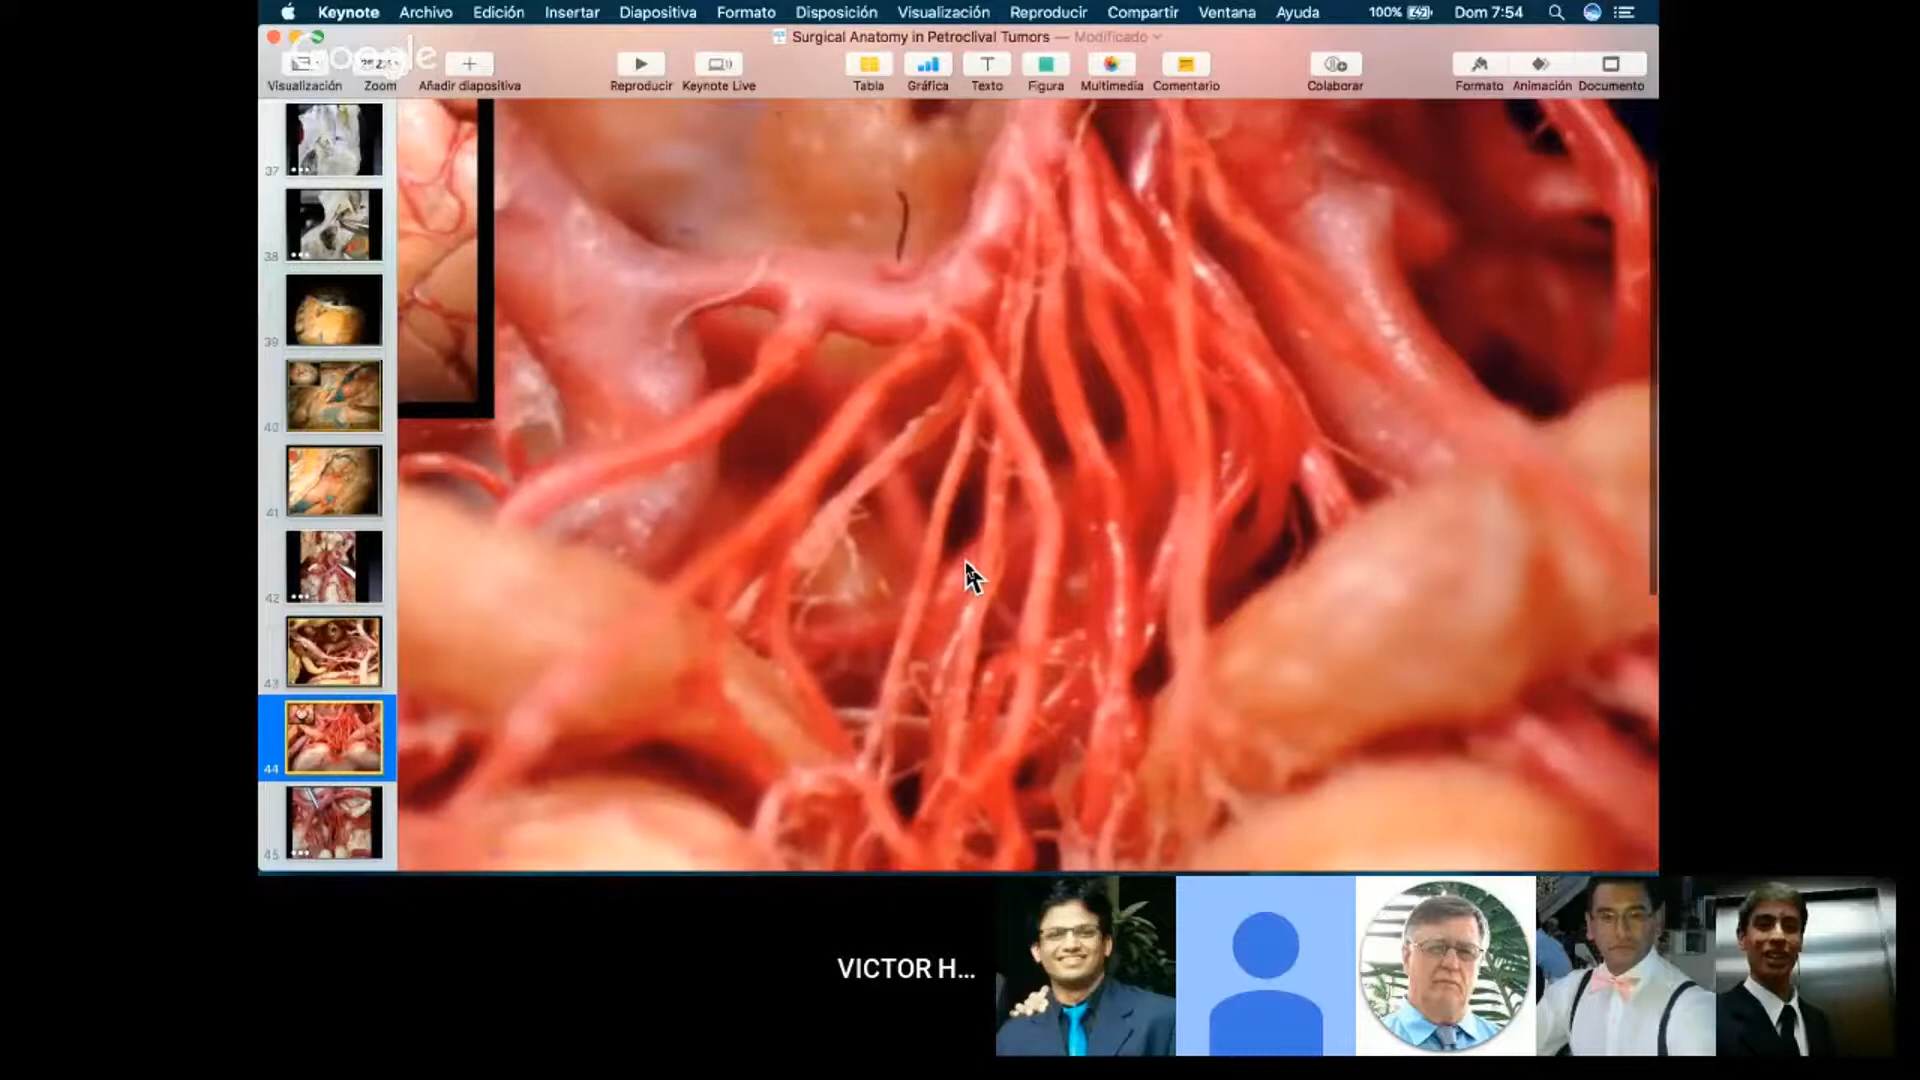 Keynote Archivo Edición Insertar Diapositiva Formato Disposición Visualización Reproducir Compartir Ventana Ayuda 100% Dom 7:54
Surgical Anatomy in Petroclival Tumors — Modificado
Google
Visualización Zoom Añadir diapositiva Reproducir Keynote Live Tabla Gráfica Texto Figura Multimedia Comentario Colaborar Formato Animación Documento
37
38
39
40
41
42
43
44
45
VICTOR H...